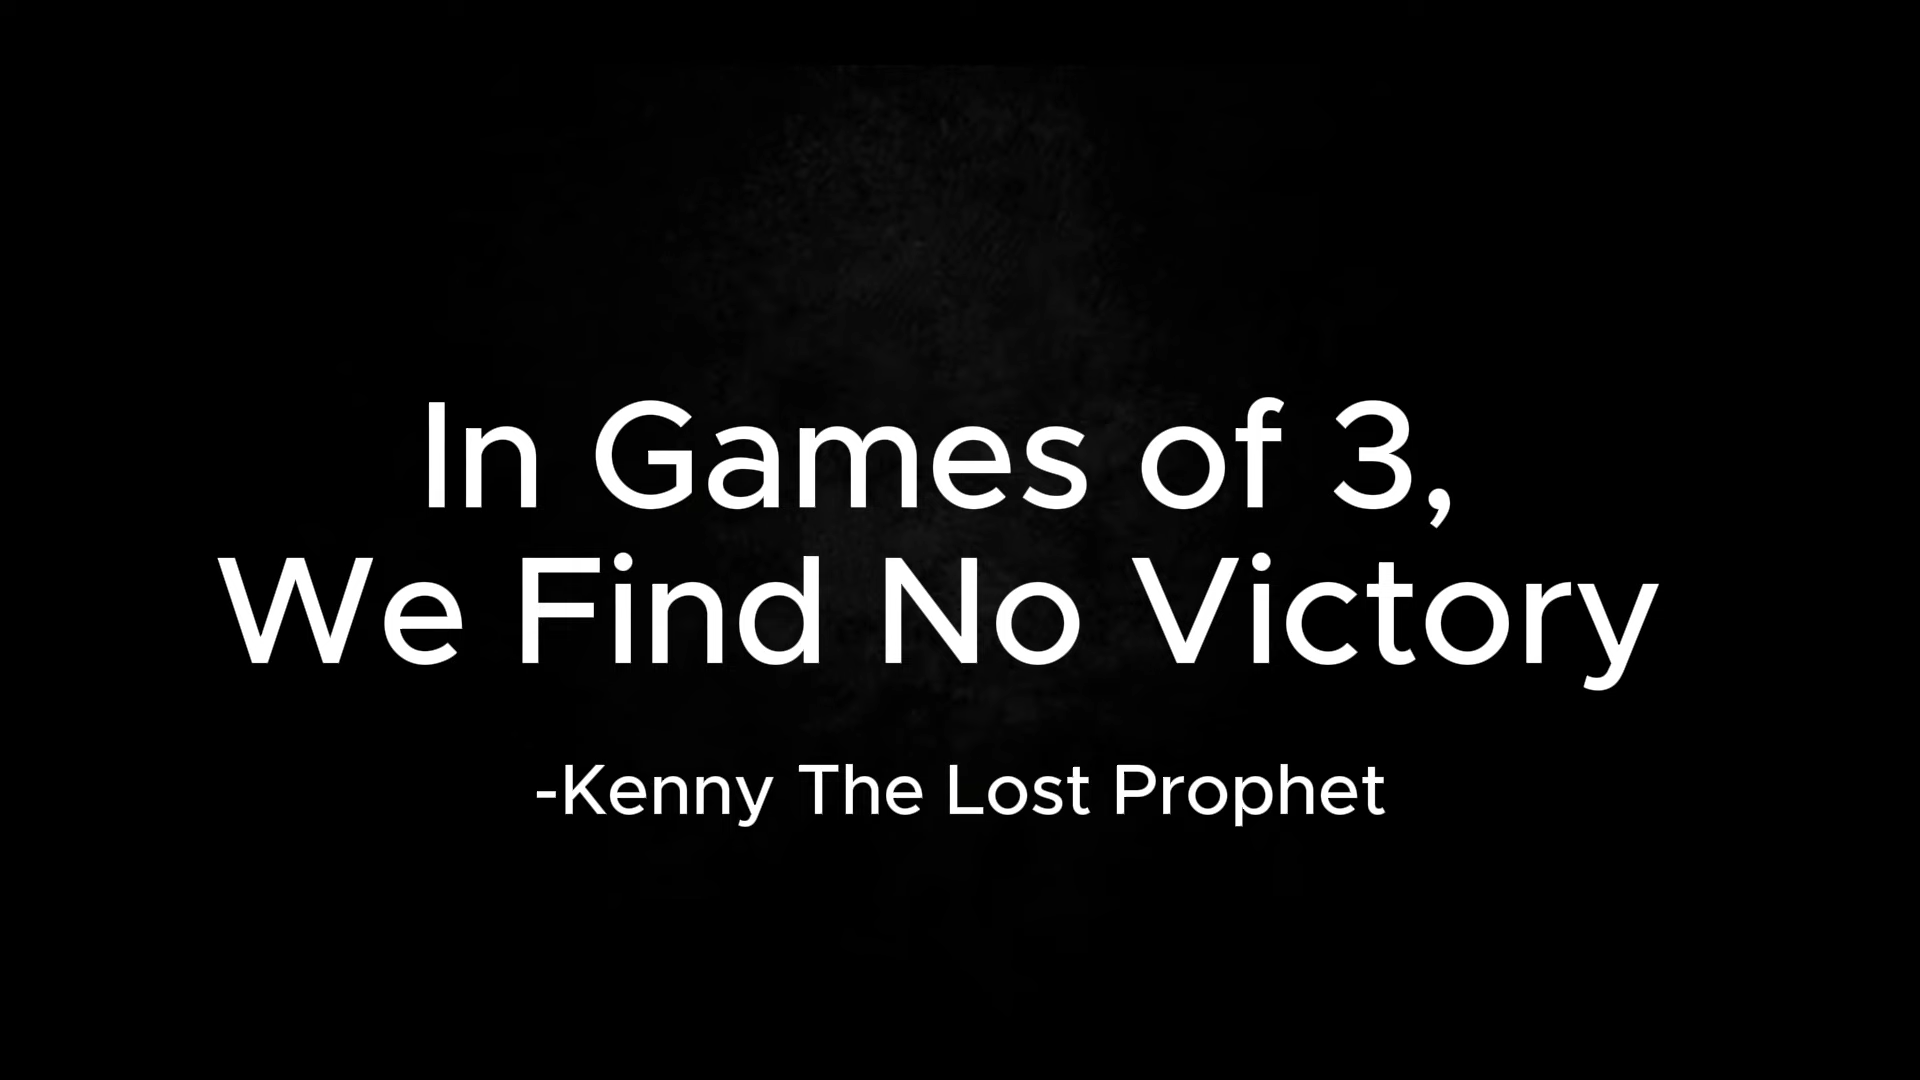 In Games of 3,
We Find No Victory
-Kenny The Lost Prophet